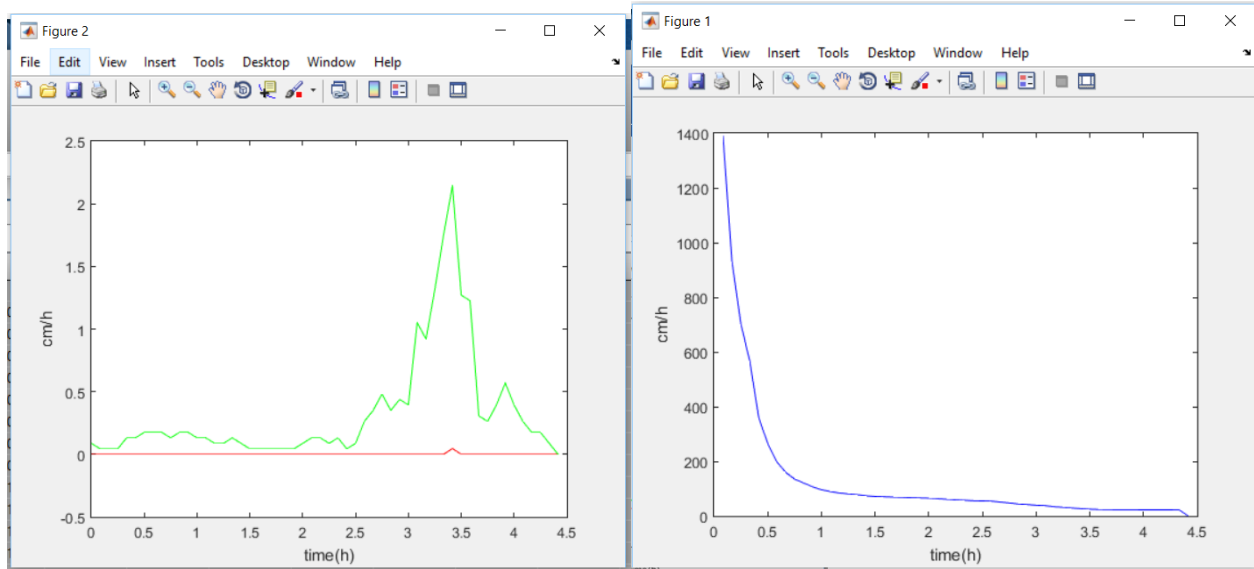 Figure 2
File Edit View Insert Tools Desktop Window Help
2.5
2
1.5
1
0.5
0
-0.5
cm/h
0 0.5 1 1.5 2 2.5 3 3.5 4 4.5
time(h)
Figure 1
File Edit View Insert Tools Desktop Window Help
1400
1200
1000
800
600
400
200
0
cm/h
0 0.5 1 1.5 2 2.5 3 3.5 4 4.5
time(h)